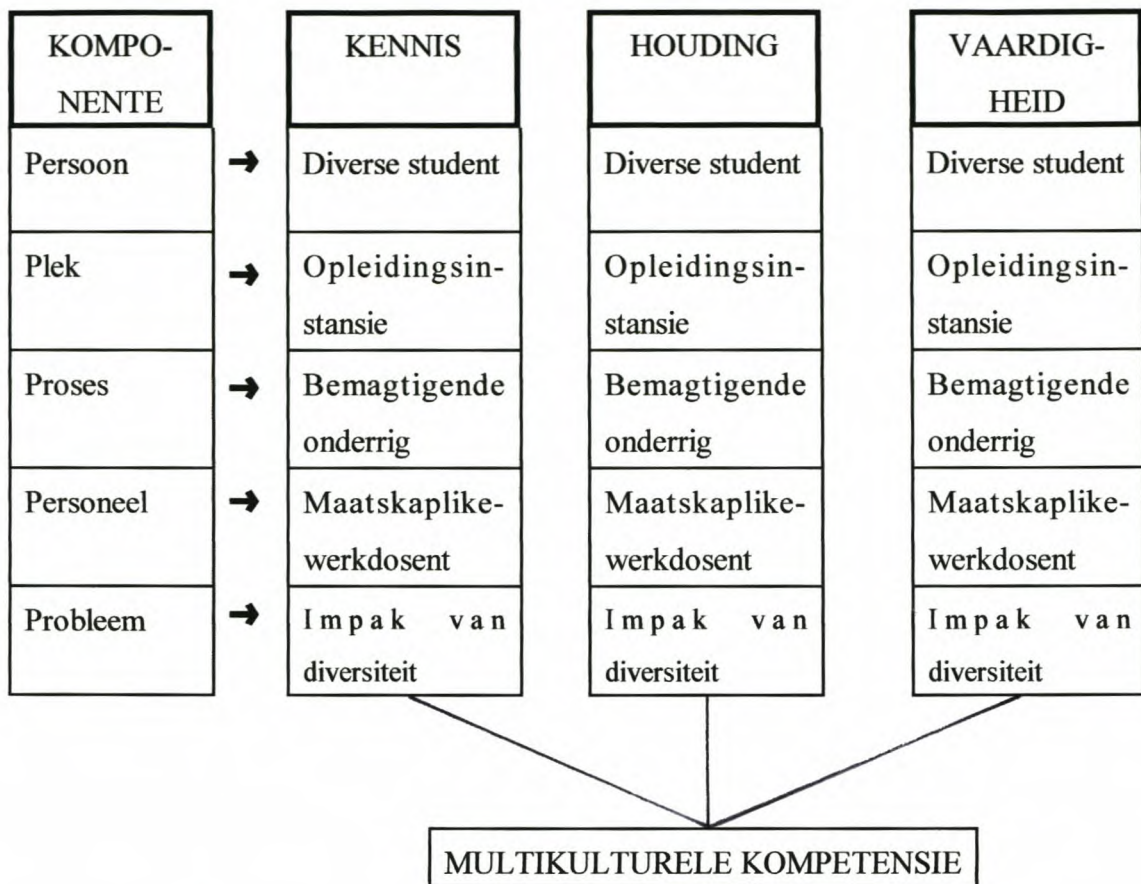 KOMPO-
NENTE
KENNIS
HOUDING
VAARDIG-
HEID
Persoon → Diverse student Diverse student Diverse student
Plek → Opleidingsin- Opleidingsin- Opleidingsin-
stansie stansie stansie
Proses → Bemagtigende Bemagtigende Bemagtigende
onderrig onderrig onderrig
Personeel → Maatskaplike- Maatskaplike- Maatskaplike-
werkdosent werkdosent werkdosent
Probleem → Impak van Impak van Impak van
diversiteit diversiteit diversiteit
MULTIKULTURELE KOMPETENSIE